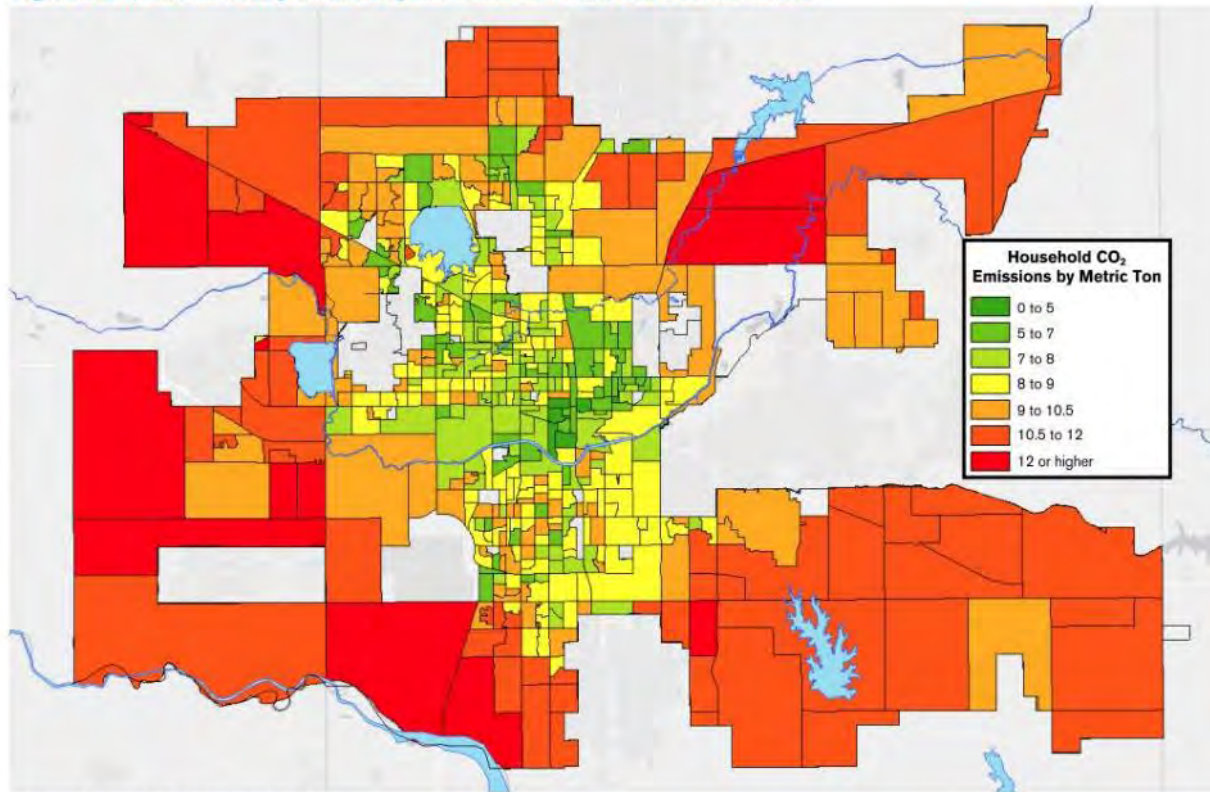 Household CO₂
Emissions by Metric Ton
0 to 5
5 to 7
7 to 8
8 to 9
9 to 10.5
10.5 to 12
12 or higher